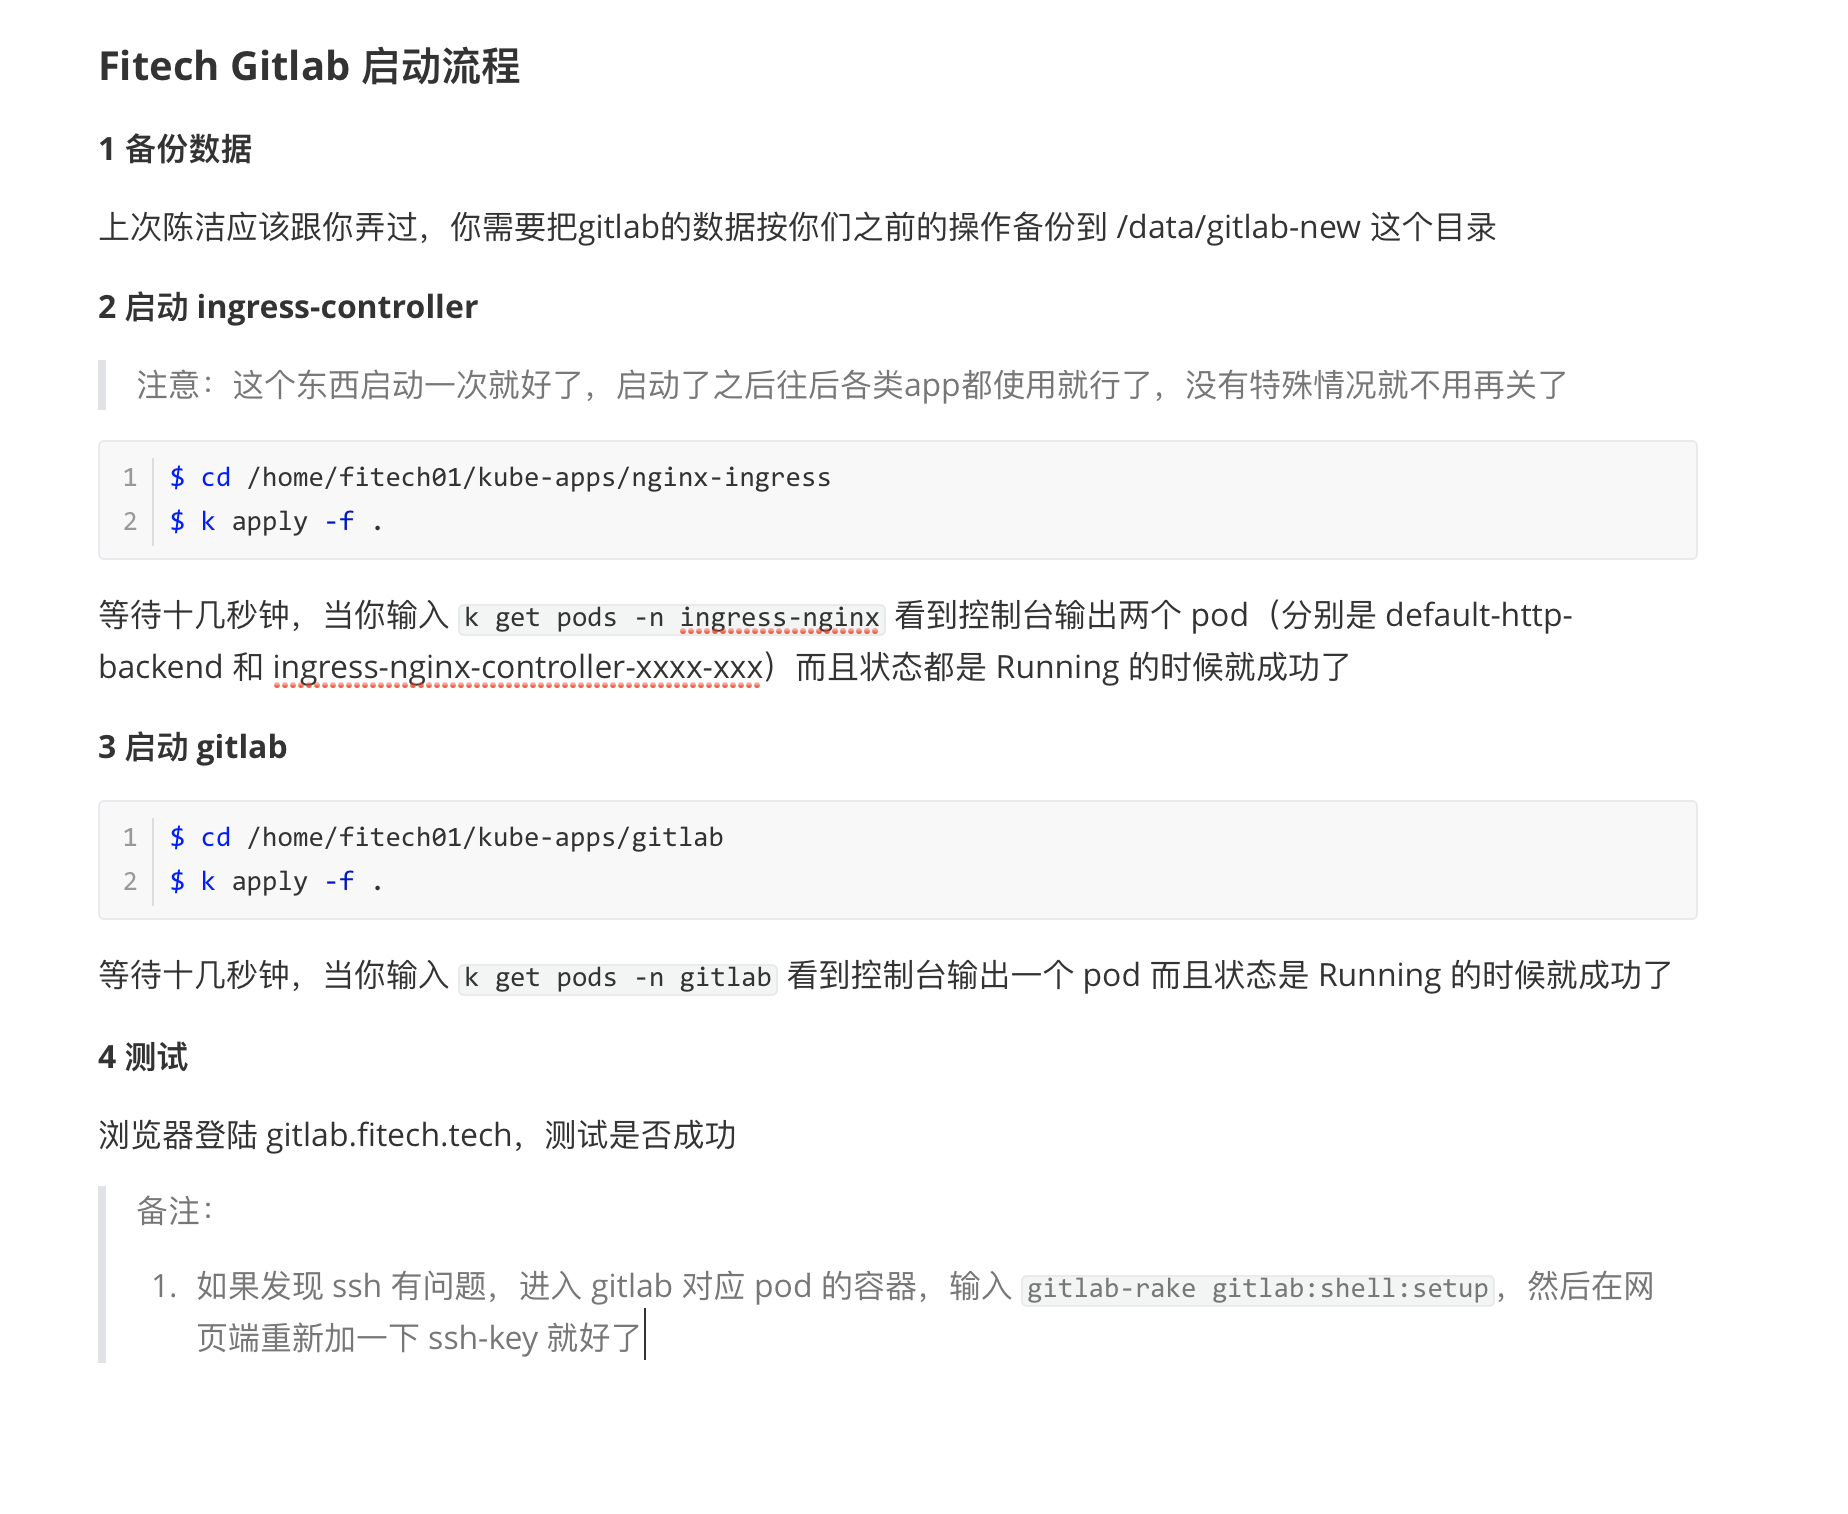 Fitech Gitlab 启动流程
1 备份数据
上次陈洁应该跟你弄过，你需要把gitlab的数据按你们之前的操作备份到 /data/gitlab-new 这个目录
2 启动 ingress-controller
注意：这个东西启动一次就好了，启动了之后往后各类app都使用就行了，没有特殊情况就不用再关了
1 $ cd /home/fitech01/kube-apps/nginx-ingress
2 $ k apply -f .
等待十几秒钟，当你输入 k get pods -n ingress-nginx 看到控制台输出两个 pod（分别是 default-http-
backend 和 ingress-nginx-controller-xxxx-xxx）而且状态都是 Running 的时候就成功了
3 启动 gitlab
1 $ cd /home/fitech01/kube-apps/gitlab
2 $ k apply -f .
等待十几秒钟，当你输入 k get pods -n gitlab 看到控制台输出一个 pod 而且状态是 Running 的时候就成功了
4 测试
浏览器登陆 gitlab.fitech.tech，测试是否成功
备注：
1. 如果发现 ssh 有问题，进入 gitlab 对应 pod 的容器，输入 gitlab-rake gitlab:shell:setup，然后在网
页端重新加一下 ssh-key 就好了